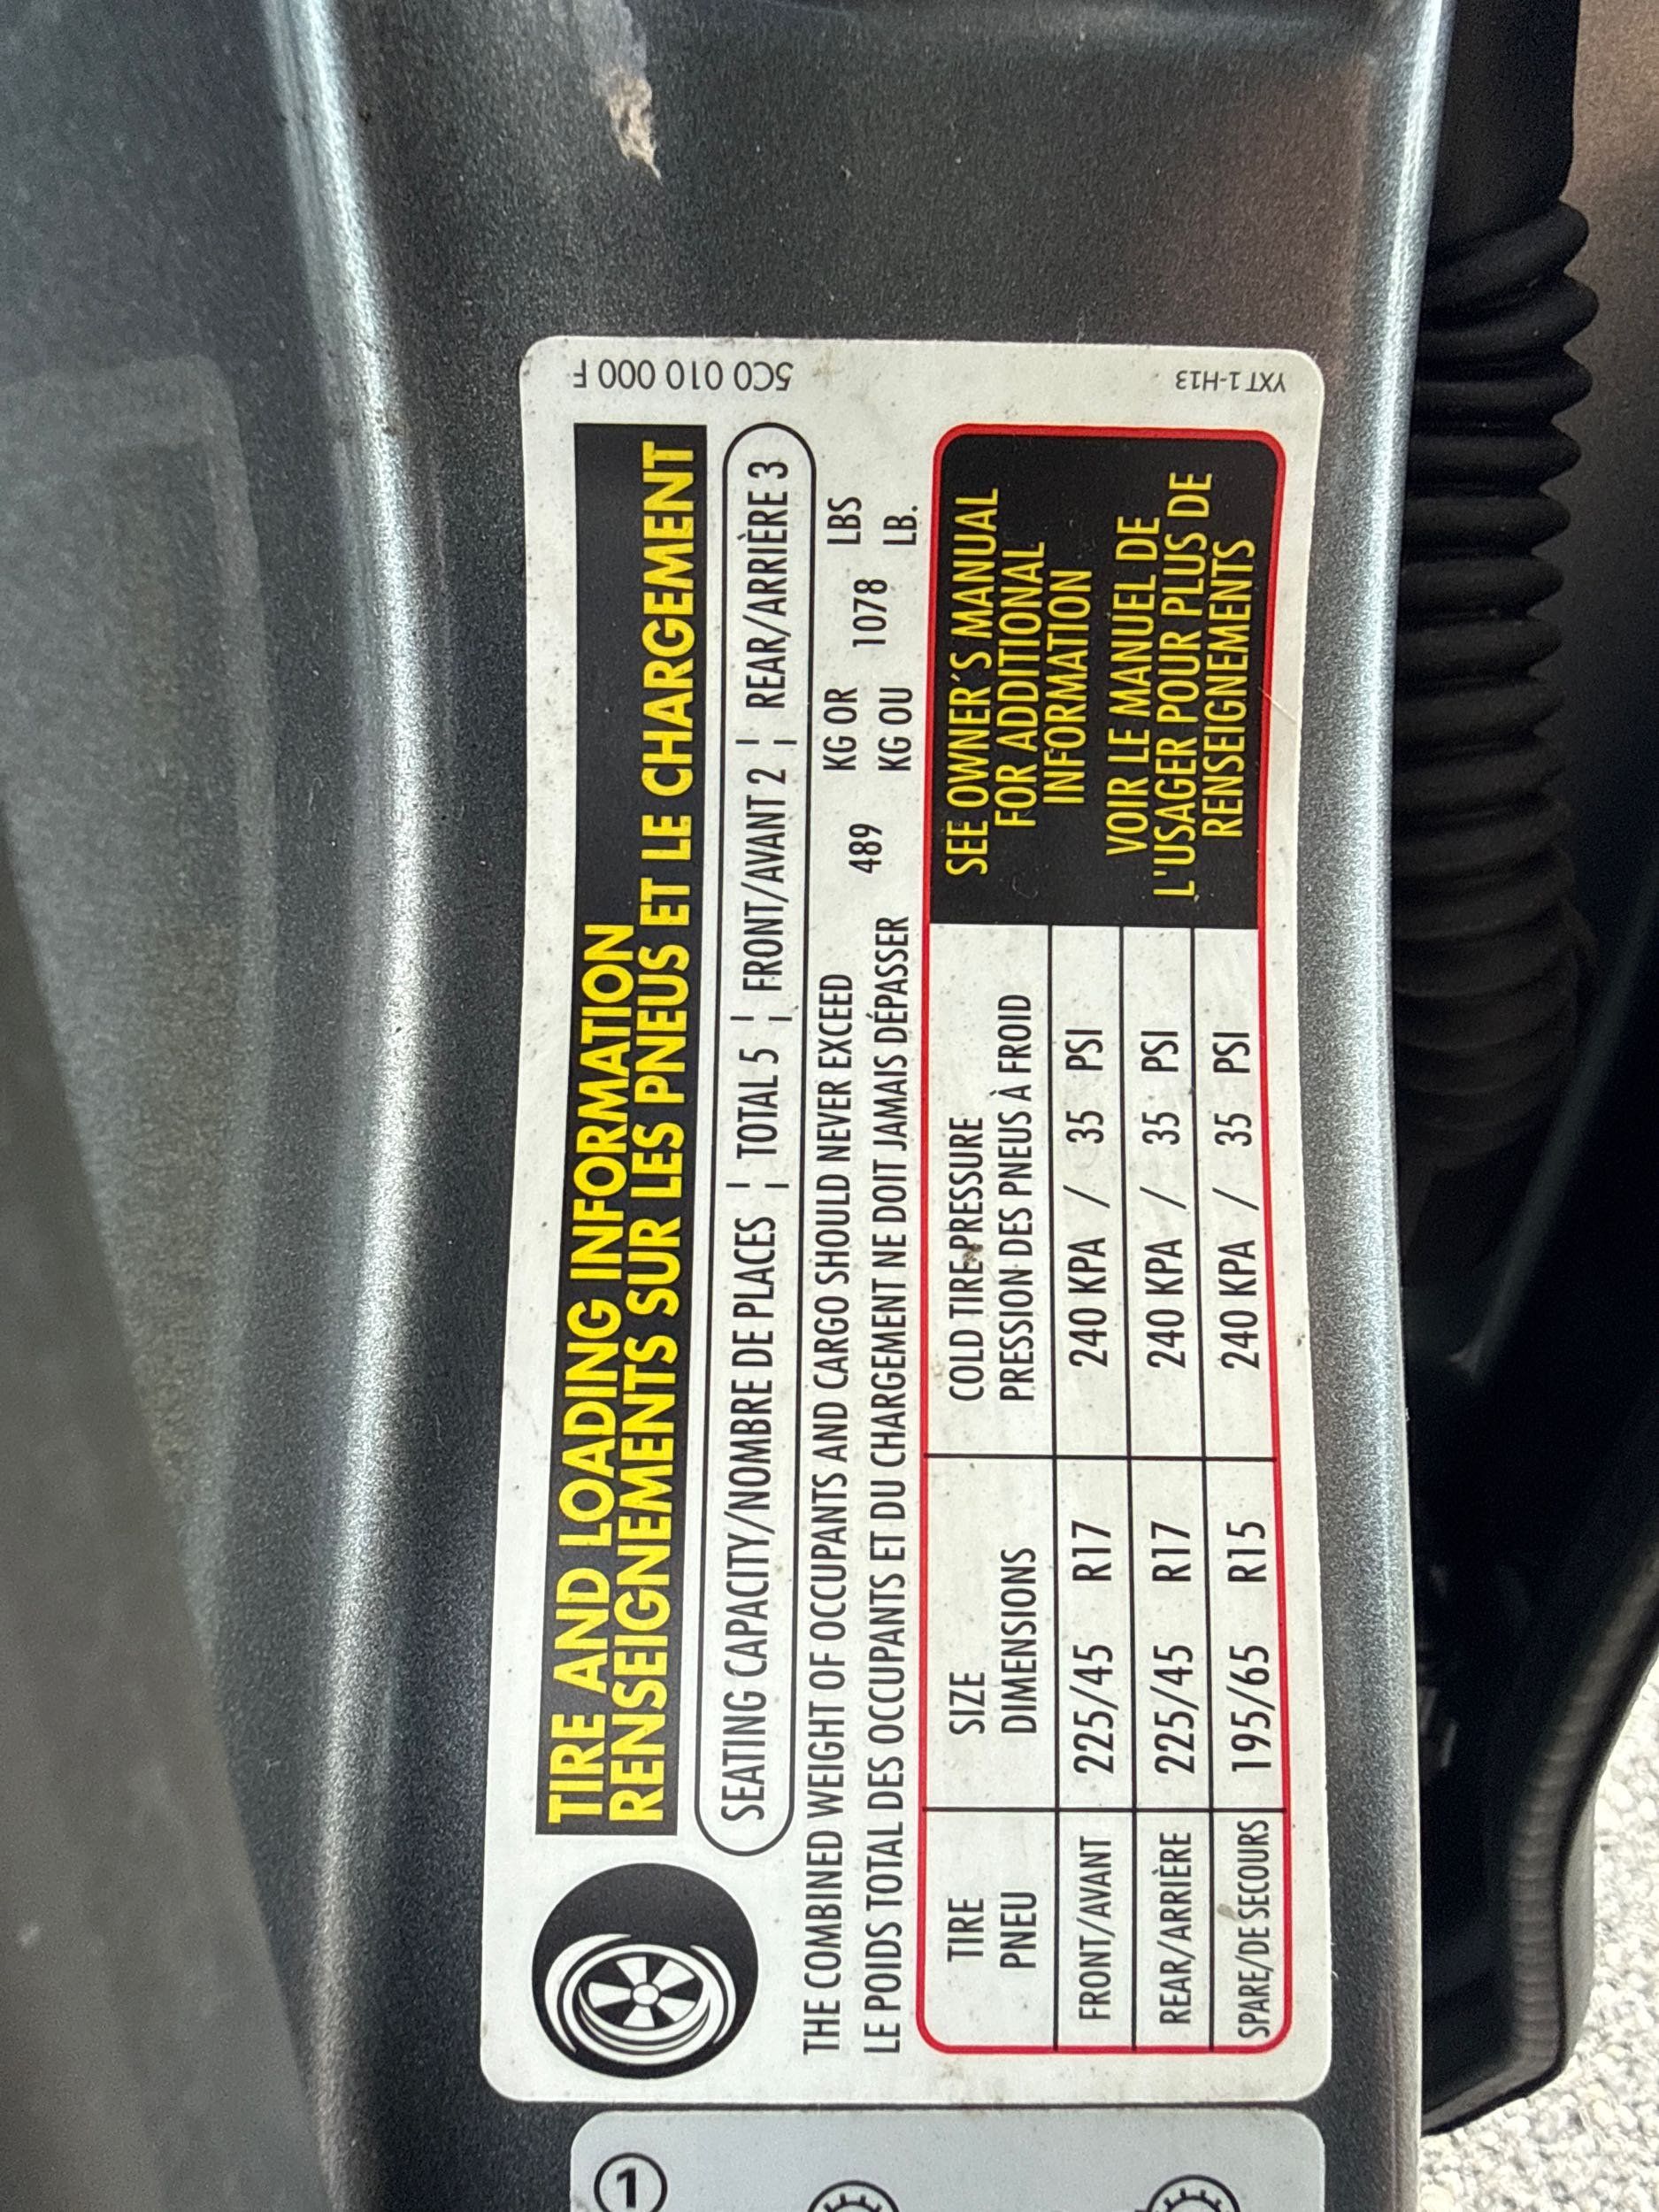 5C0 010 000 F
TIRE AND LOADING INFORMATION
RENSEIGNEMENTS SUR LES PNEUS ET LE CHARGEMENT
SEATING CAPACITY/NOMBRE DE PLACES ¦ TOTAL 5 ¦ FRONT/AVANT 2 ¦ REAR/ARRIÈRE 3
THE COMBINED WEIGHT OF OCCUPANTS AND CARGO SHOULD NEVER EXCEED 489 KG OR 1078 LBS
LE POIDS TOTAL DES OCCUPANTS ET DU CHARGEMENT NE DOIT JAMAIS DÉPASSER KG OU LB.
TIRE SIZE COLD TIRE PRESSURE
PNEU DIMENSIONS PRESSION DES PNEUS À FROID
FRONT/AVANT 225/45 R17 240 KPA / 35 PSI
REAR/ARRIÈRE 225/45 R17 240 KPA / 35 PSI
SPARE/DE SECOURS 195/65 R15 240 KPA / 35 PSI
SEE OWNER'S MANUAL
FOR ADDITIONAL
INFORMATION
VOIR LE MANUEL DE
L'USAGER POUR PLUS DE
RENSEIGNEMENTS
YXT 1-H13
1